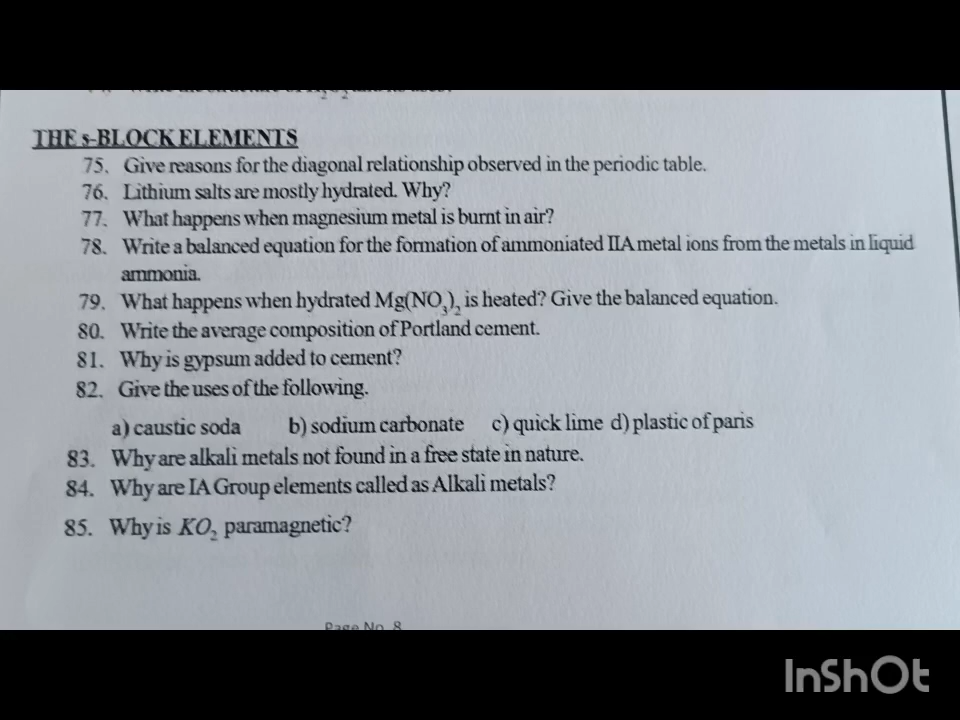 THE s-BLOCK ELEMENTS
75. Give reasons for the diagonal relationship observed in the periodic table.
76. Lithium salts are mostly hydrated. Why?
77. What happens when magnesium metal is burnt in air?
78. Write a balanced equation for the formation of ammoniated IIA metal ions from the metals in liquid
ammonia.
79. What happens when hydrated Mg(NO₃)₂ is heated? Give the balanced equation.
80. Write the average composition of Portland cement.
81. Why is gypsum added to cement?
82. Give the uses of the following.
a) caustic soda b) sodium carbonate c) quick lime d) plastic of paris
83. Why are alkali metals not found in a free state in nature.
84. Why are IA Group elements called as Alkali metals?
85. Why is KO₂ paramagnetic?
Page No. 8
InShOt